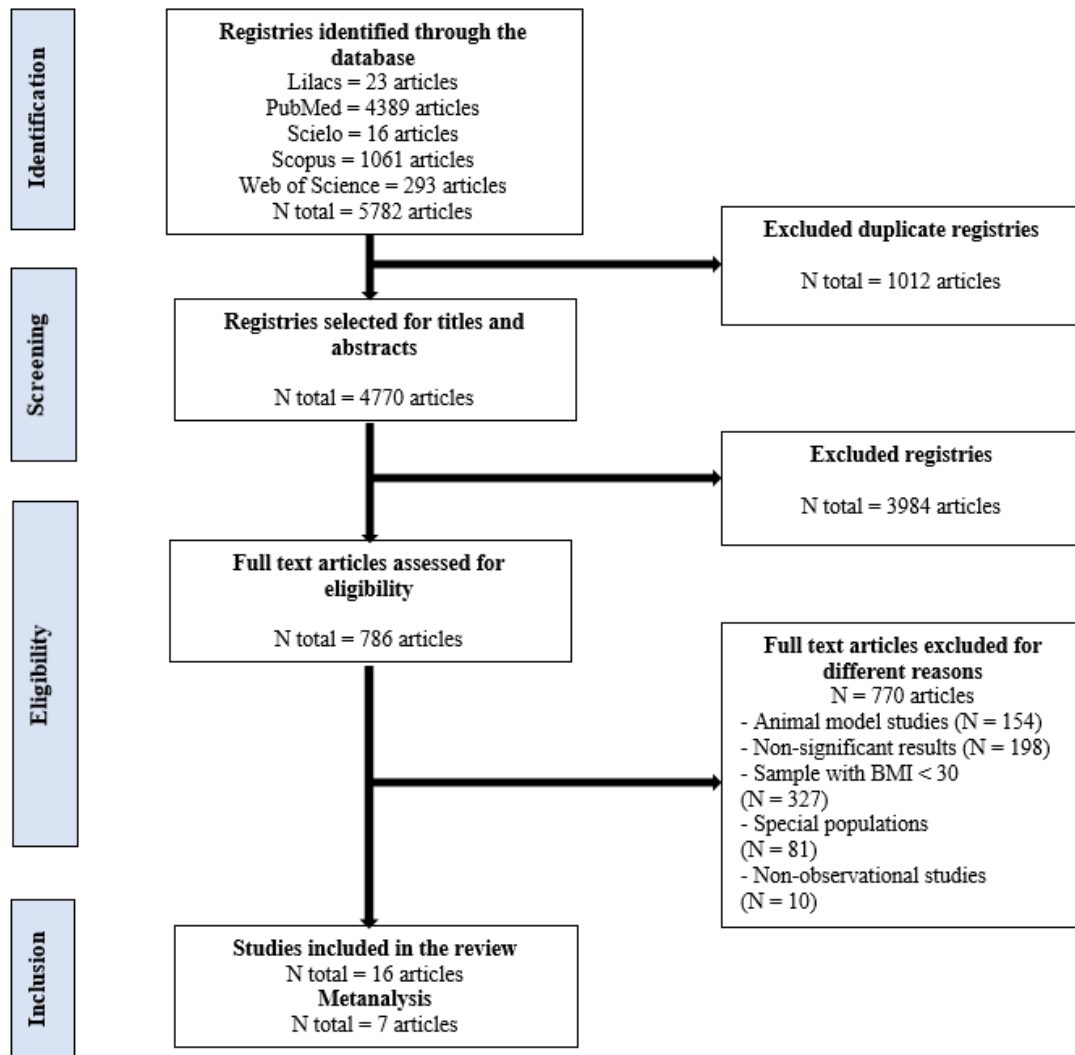 Identification
Registries identified through the
database
Lilacs = 23 articles
PubMed = 4389 articles
Scielo = 16 articles
Scopus = 1061 articles
Web of Science = 293 articles
N total = 5782 articles
Excluded duplicate registries
N total = 1012 articles
Screening
Registries selected for titles and
abstracts
N total = 4770 articles
Excluded registries
N total = 3984 articles
Eligibility
Full text articles assessed for
eligibility
N total = 786 articles
Full text articles excluded for
different reasons
N = 770 articles
- Animal model studies (N = 154)
- Non-significant results (N = 198)
- Sample with BMI < 30
(N = 327)
- Special populations
(N = 81)
- Non-observational studies
(N = 10)
Inclusion
Studies included in the review
N total = 16 articles
Metanalysis
N total = 7 articles